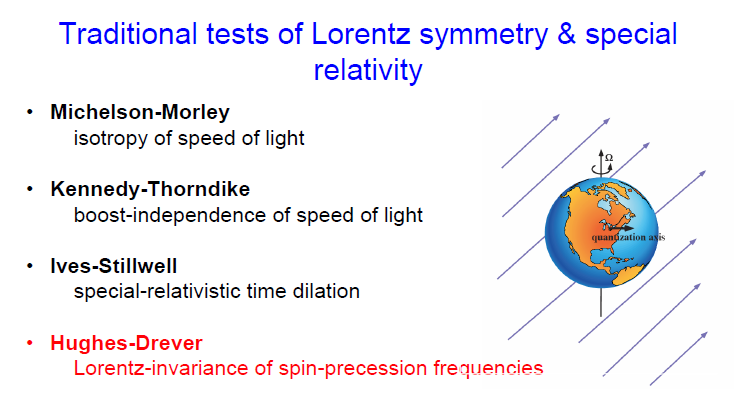 Traditional tests of Lorentz symmetry & special
relativity
• Michelson-Morley
isotropy of speed of light
• Kennedy-Thorndike
boost-independence of speed of light
• Ives-Stillwell
special-relativistic time dilation
• Hughes-Drever
Lorentz-invariance of spin-precession frequencies
Ω
quantization axis